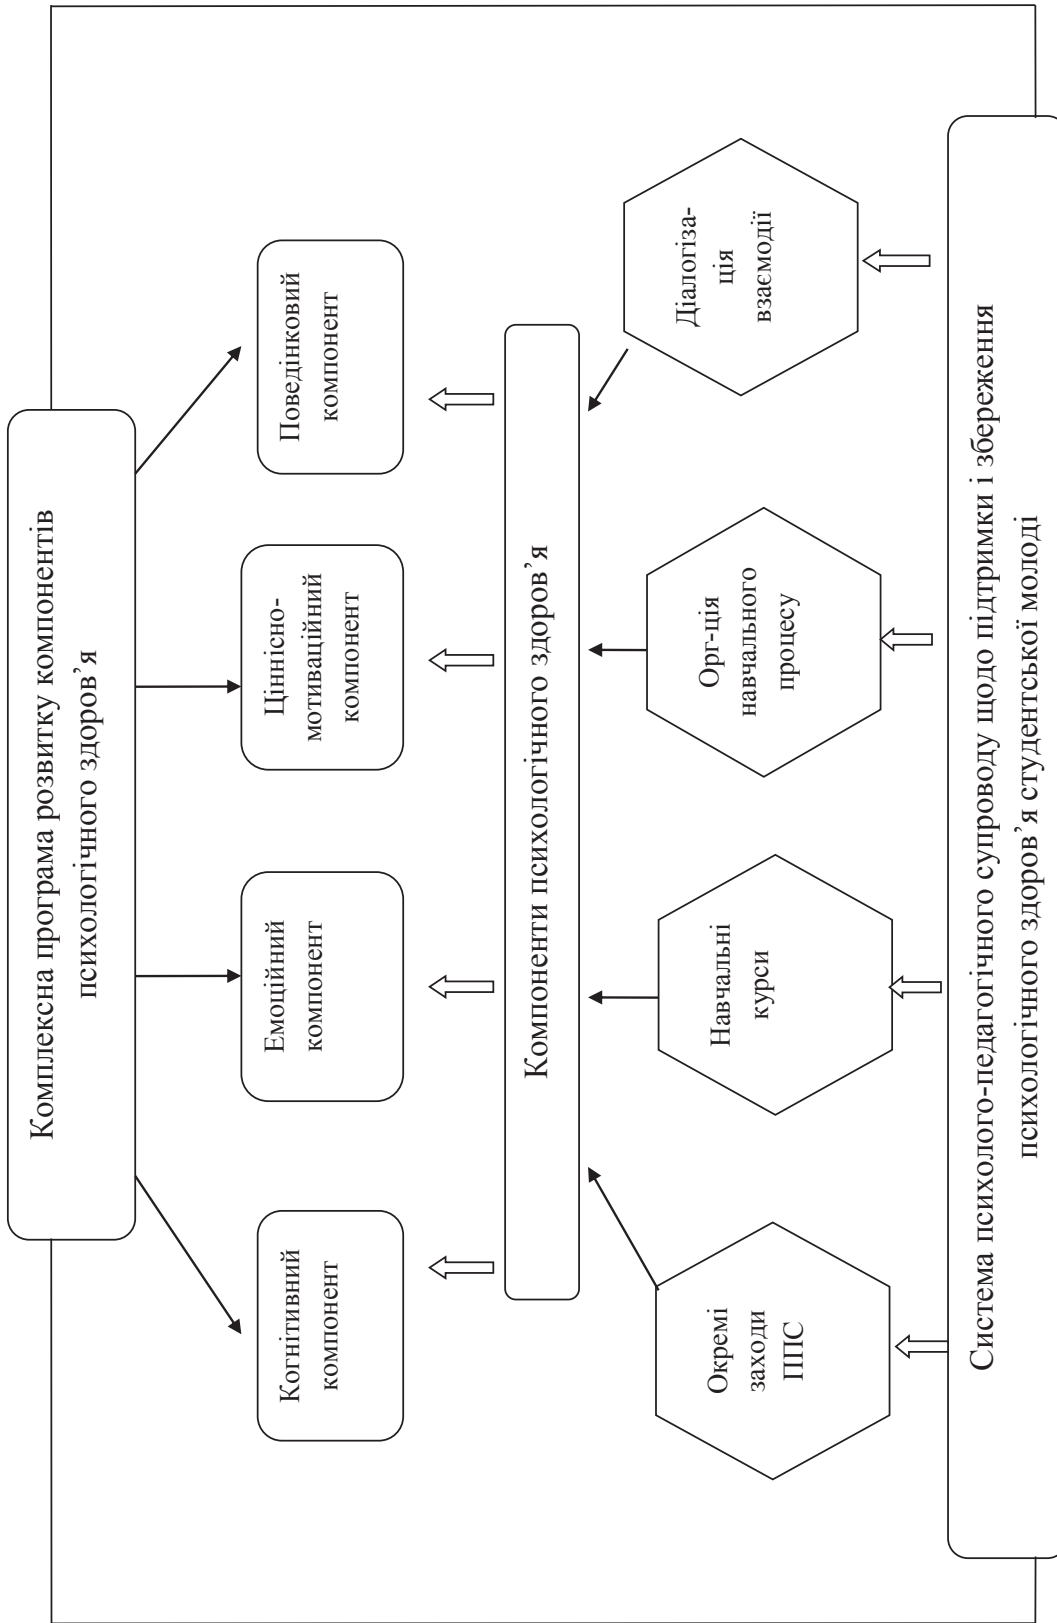 Комплексна програма розвитку компонентів
психологічного здоров’я
Когнітивний
компонент
Емоційний
компонент
Ціннісно-
мотиваційний
компонент
Поведінковий
компонент
Компоненти психологічного здоров’я
Окремі
заходи
ППС
Навчальні
курси
Орг-ція
навчального
процесу
Діалогіза-
ція
взаємодії
Система психолого-педагогічного супроводу щодо підтримки і збереження
психологічного здоров’я студентської молоді